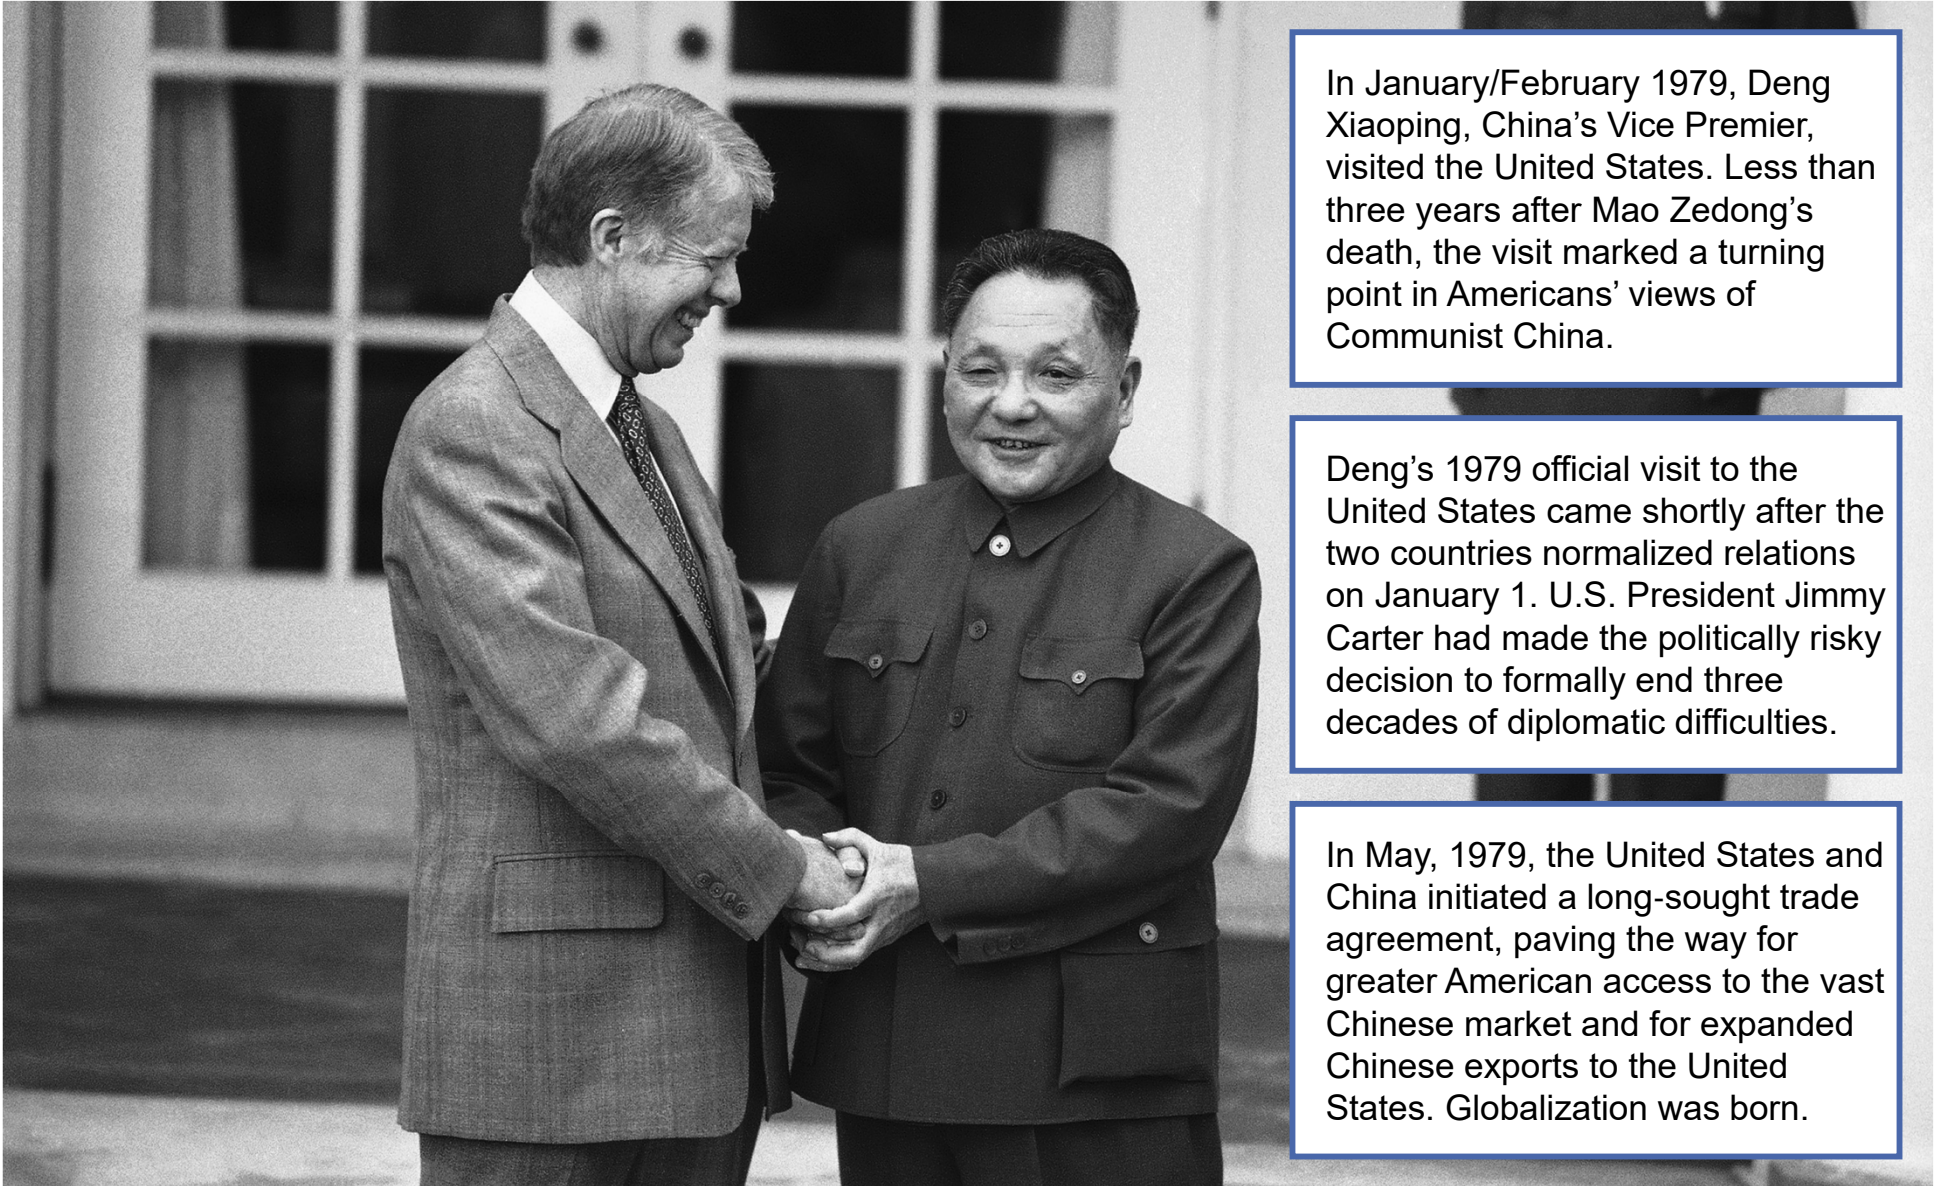 In January/February 1979, Deng
Xiaoping, China’s Vice Premier,
visited the United States. Less than
three years after Mao Zedong’s
death, the visit marked a turning
point in Americans’ views of
Communist China.
Deng’s 1979 official visit to the
United States came shortly after the
two countries normalized relations
on January 1. U.S. President Jimmy
Carter had made the politically risky
decision to formally end three
decades of diplomatic difficulties.
In May, 1979, the United States and
China initiated a long-sought trade
agreement, paving the way for
greater American access to the vast
Chinese market and for expanded
Chinese exports to the United
States. Globalization was born.